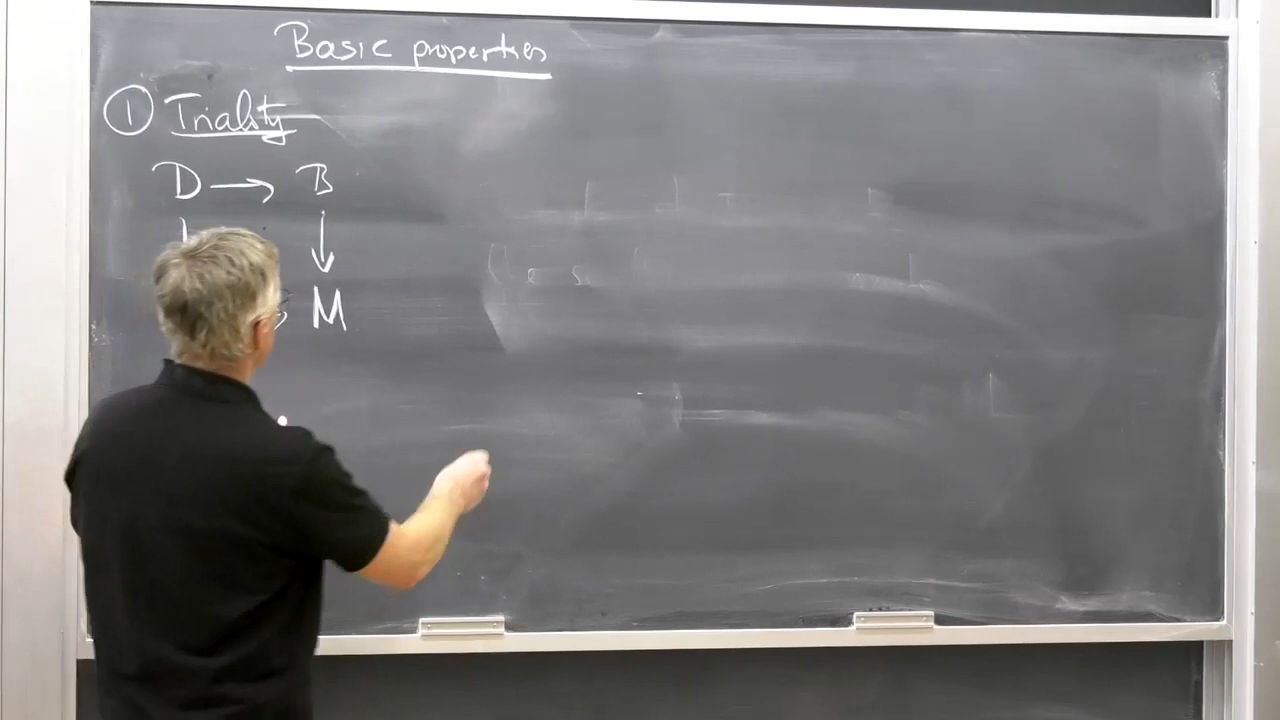 Basic properties
① Triality
D → B
↓
M